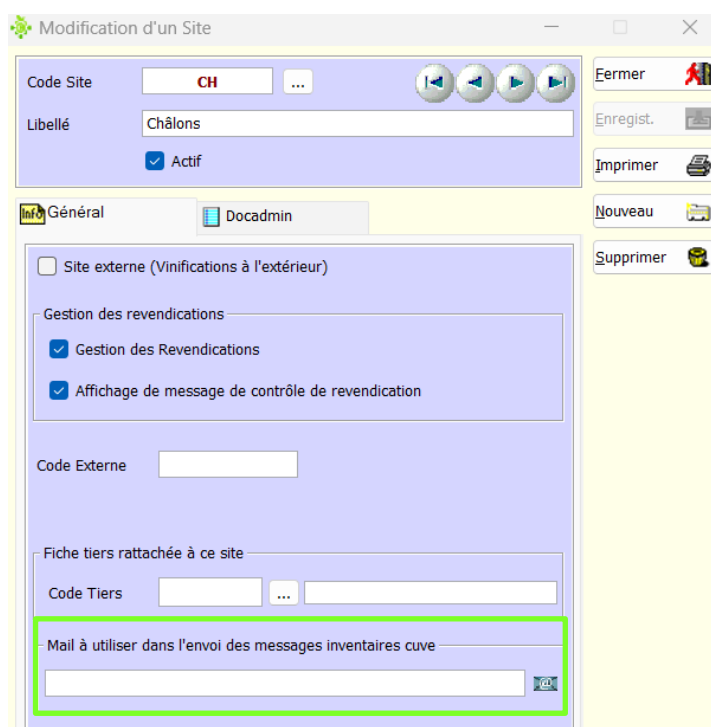 Modification d'un Site
Code Site CH ...
Libellé Châlons
Actif
Fermer
Enregist.
Imprimer
Nouveau
Supprimer
Info Général Docadmin
Site externe (Vinifications à l'extérieur)
Gestion des revendications
Gestion des Revendications
Affichage de message de contrôle de revendication
Code Externe
Fiche tiers rattachée à ce site
Code Tiers ...
Mail à utiliser dans l'envoi des messages inventaires cuve
@